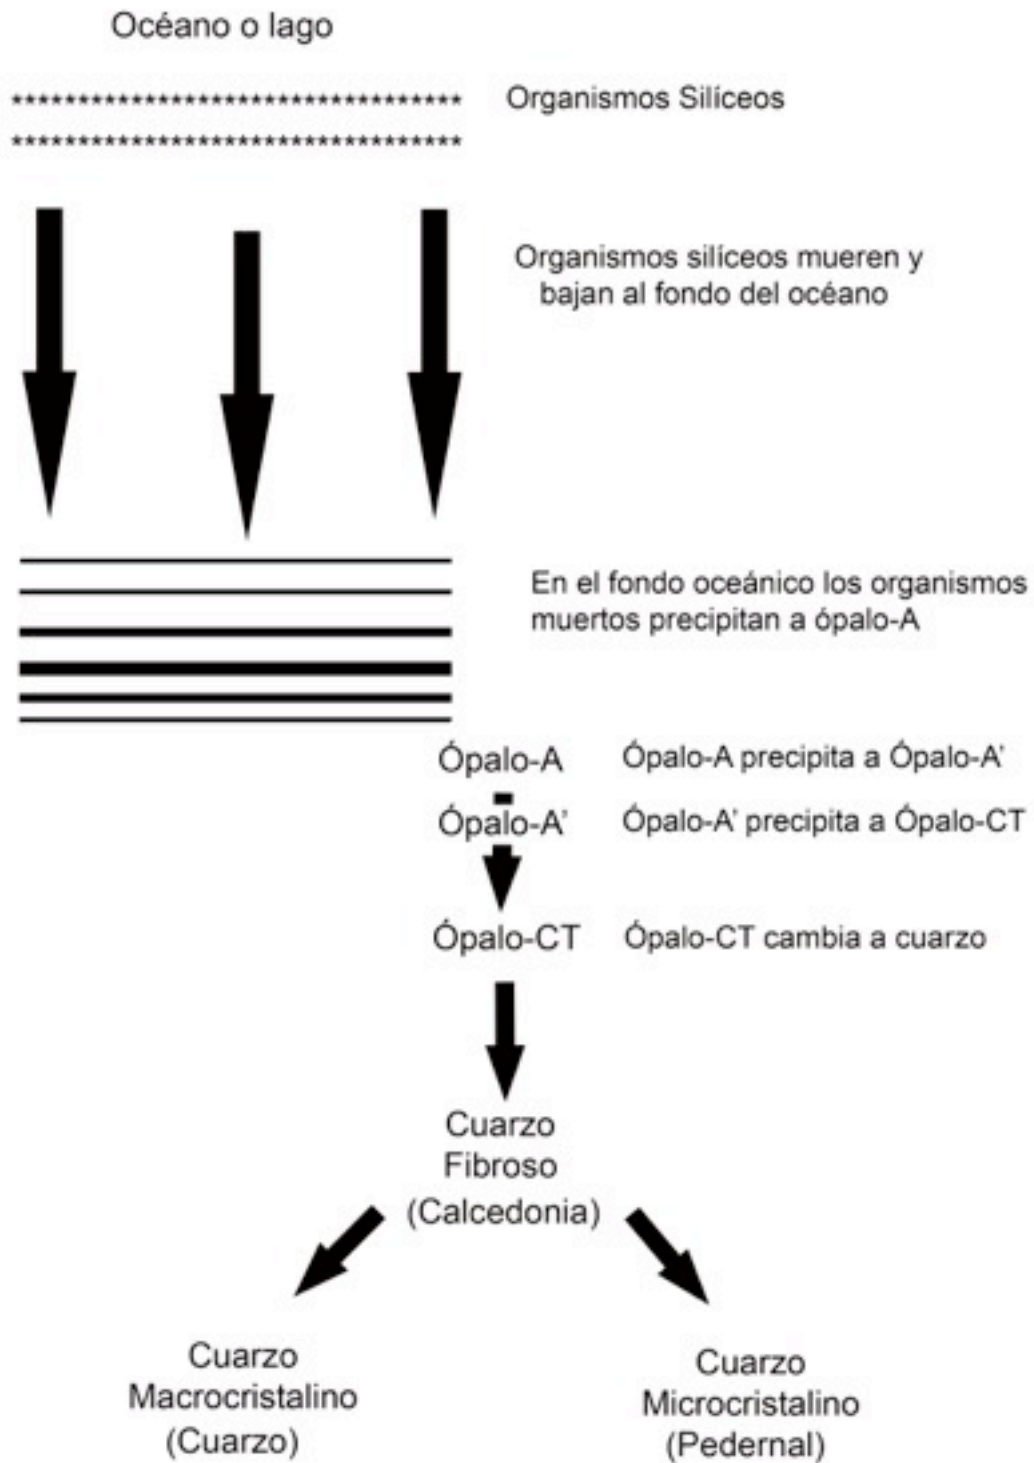 Océano o lago
********************************** Organismos Silíceos
**********************************
Organismos silíceos mueren y
bajan al fondo del océano
En el fondo oceánico los organismos
muertos precipitan a ópalo-A
Ópalo-A Ópalo-A precipita a Ópalo-A'
Ópalo-A' Ópalo-A' precipita a Ópalo-CT
Ópalo-CT Ópalo-CT cambia a cuarzo
Cuarzo
Fibroso
(Calcedonia)
Cuarzo
Macrocristalino
(Cuarzo)
Cuarzo
Microcristalino
(Pedernal)